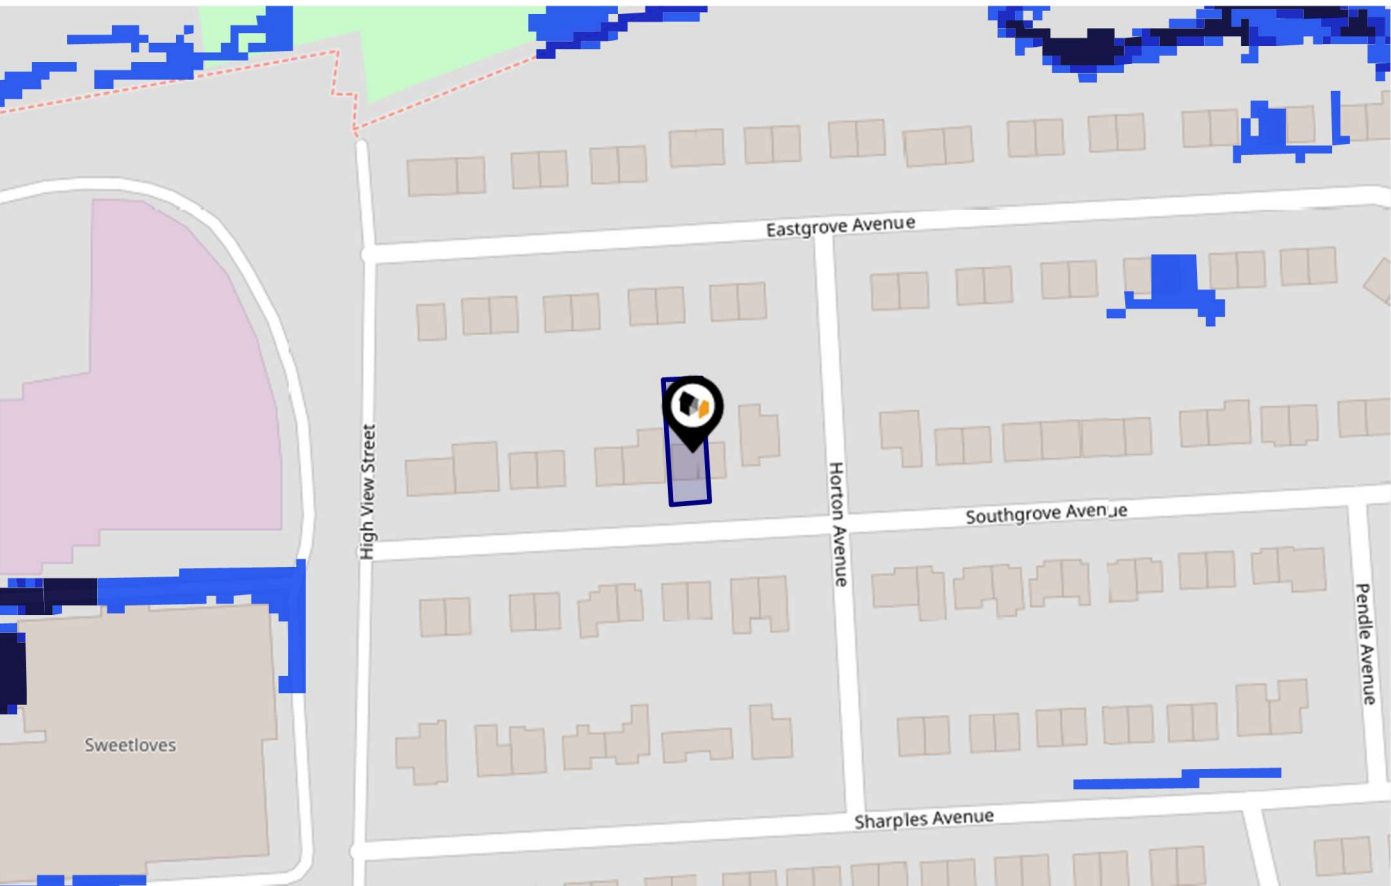 Eastgrove Avenue
High View Street
Horton Avenue
Southgrove Avenue
Pendle Avenue
Sweetloves
Sharples Avenue